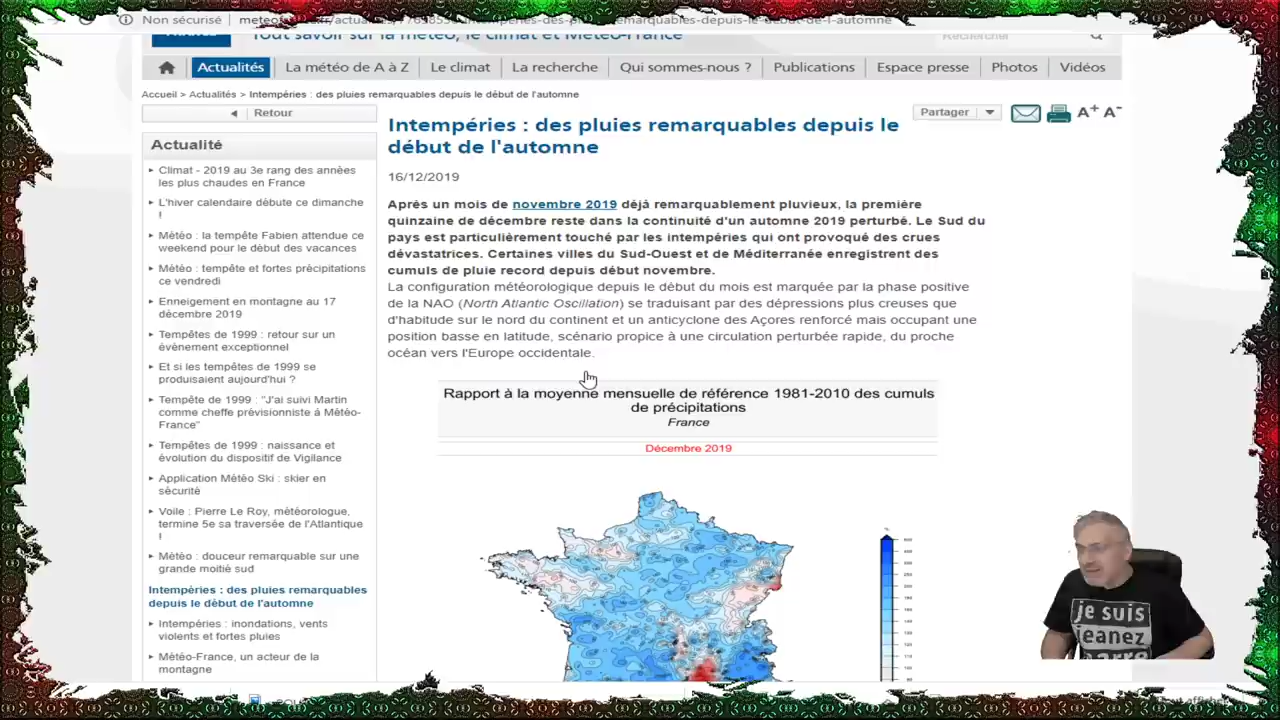 Non sécurisé
Tout savoir sur la météo, le climat et Météo-France
Rechercher
Actualités
La météo de A à Z
Le climat
La recherche
Qui sommes-nous ?
Publications
Espace presse
Photos
Vidéos
Accueil > Actualités > Intempéries : des pluies remarquables depuis le début de l'automne
Retour
Partager
A+ A-
Actualité
Climat - 2019 au 3e rang des années
les plus chaudes en France
L'hiver calendaire débute ce dimanche
!
Météo : la tempête Fabien attendue ce
weekend pour le début des vacances
Météo : tempête et fortes précipitations
ce vendredi
Enneigement en montagne au 17
décembre 2019
Tempêtes de 1999 : retour sur un
évènement exceptionnel
Et si les tempêtes de 1999 se
produisaient aujourd'hui ?
Tempête de 1999 : "J'ai suivi Martin
comme cheffe prévisionniste à Météo-
France"
Tempêtes de 1999 : naissance et
évolution du dispositif de Vigilance
Application Météo Ski : skier en
sécurité
Voile : Pierre Le Roy, météorologue,
termine 5e sa traversée de l'Atlantique
!
Météo : douceur remarquable sur une
grande moitié sud
Intempéries : des pluies remarquables
depuis le début de l'automne
Intempéries : inondations, vents
violents et fortes pluies
Météo-France, un acteur de la
montagne
Intempéries : des pluies remarquables depuis le
début de l'automne
16/12/2019
Après un mois de novembre 2019 déjà remarquablement pluvieux, la première
quinzaine de décembre reste dans la continuité d'un automne 2019 perturbé. Le Sud du
pays est particulièrement touché par les intempéries qui ont provoqué des crues
dévastatrices. Certaines villes du Sud-Ouest et de Méditerranée enregistrent des
cumuls de pluie record depuis début novembre.
La configuration météorologique depuis le début du mois est marquée par la phase positive
de la NAO (North Atlantic Oscillation) se traduisant par des dépressions plus creuses que
d'habitude sur le nord du continent et un anticyclone des Açores renforcé mais occupant une
position basse en latitude, scénario propice à une circulation perturbée rapide, du proche
océan vers l'Europe occidentale.
Rapport à la moyenne mensuelle de référence 1981-2010 des cumuls
de précipitations
France
Décembre 2019
je suis